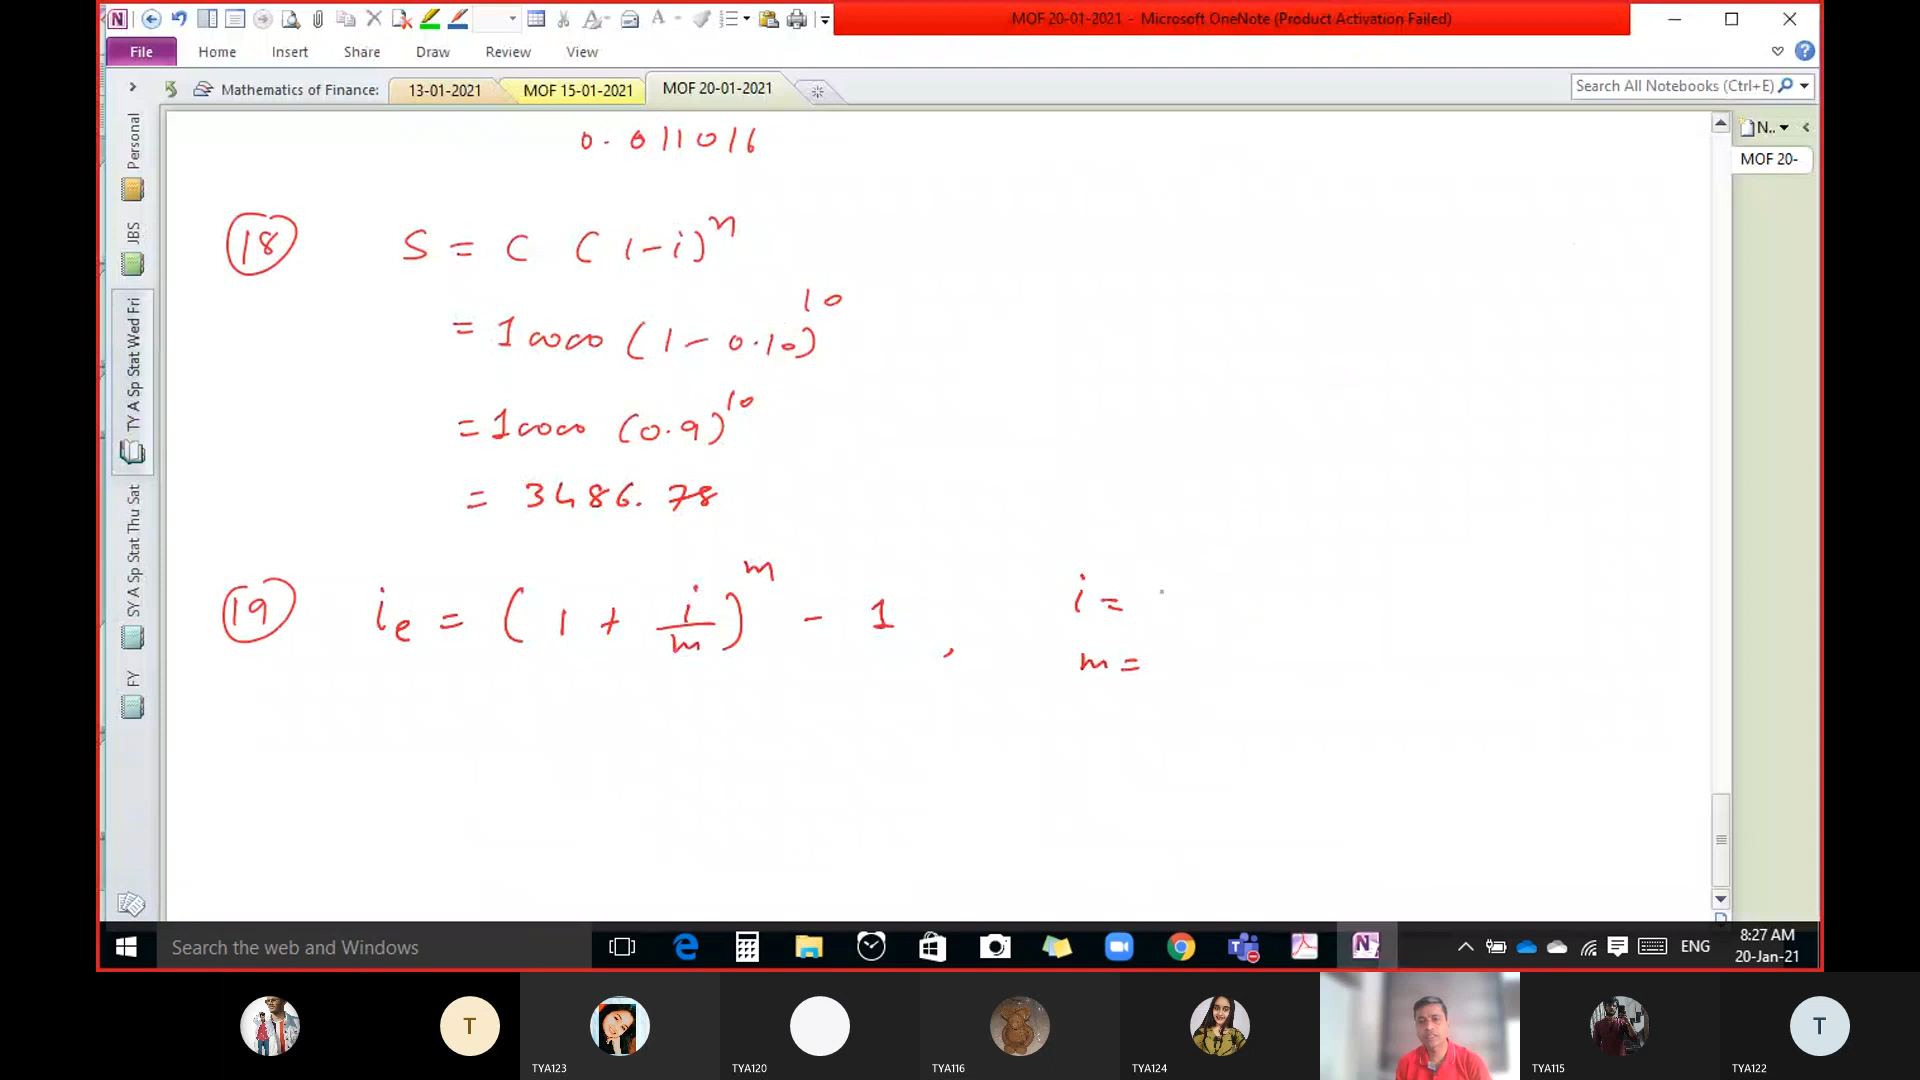 MOF 20-01-2021 - Microsoft OneNote (Product Activation Failed)
File Home Insert Share Draw Review View
Mathematics of Finance: 13-01-2021 MOF 15-01-2021 MOF 20-01-2021
Search All Notebooks (Ctrl+E)
N..
MOF 20-
Personal
JBS
TY A Sp Stat Wed Fri
SY A Sp Stat Thu Sat
FY
0.011016
18 S = C (1-i)^n
= 10000 (1 - 0.10)^10
= 10000 (0.9)^10
= 3486.78
19 i_e = (1 + i/m)^m - 1 , i =
m =
Search the web and Windows
ENG
8:27 AM
20-Jan-21
T
T
TYA123
TYA120
TYA116
TYA124
TYA115
TYA122